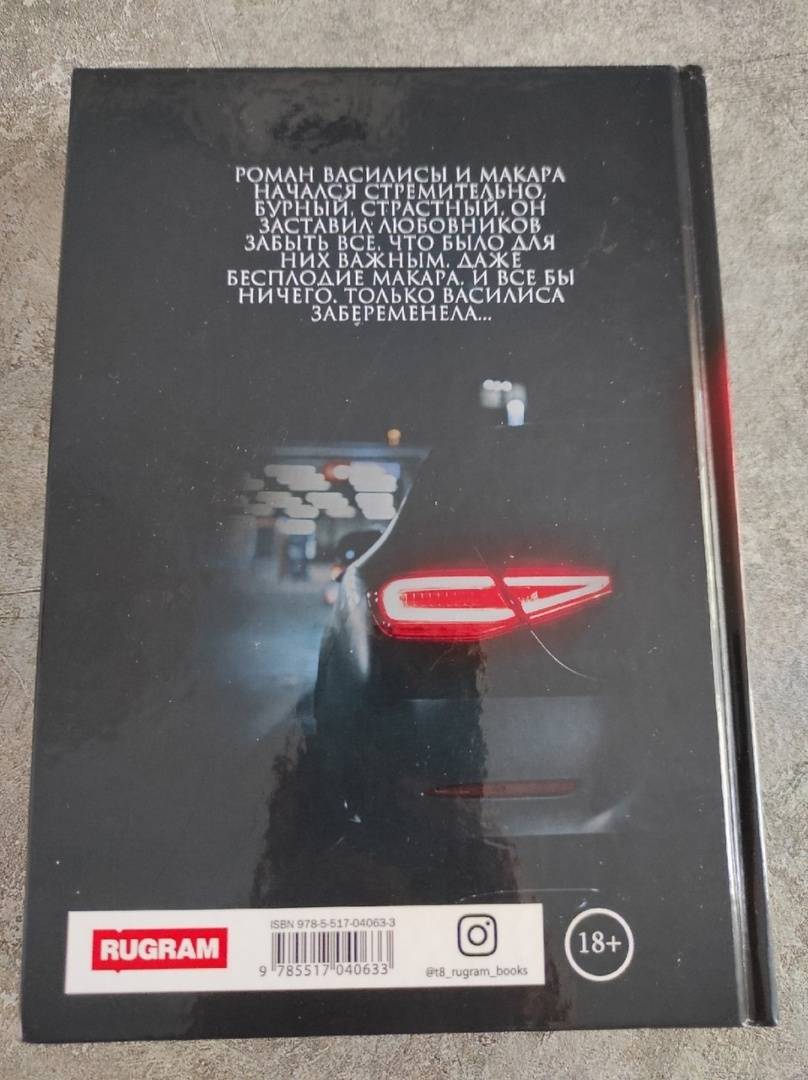 РОМАН ВАСИЛИСЫ И МАКАРА
НАЧАЛСЯ СТРЕМИТЕЛЬНО.
БУРНЫЙ, СТРАСТНЫЙ, ОН
ЗАСТАВИЛ ЛЮБОВНИКОВ
ЗАБЫТЬ ВСЕ, ЧТО БЫЛО ДЛЯ
НИХ ВАЖНЫМ, ДАЖЕ
БЕСПЛОДИЕ МАКАРА. И ВСЕ БЫ
НИЧЕГО, ТОЛЬКО ВАСИЛИСА
ЗАБЕРЕМЕНЕЛА...
RUGRAM
ISBN 978-5-517-04063-3
9 785517 040633
@t8_rugram_books
18+